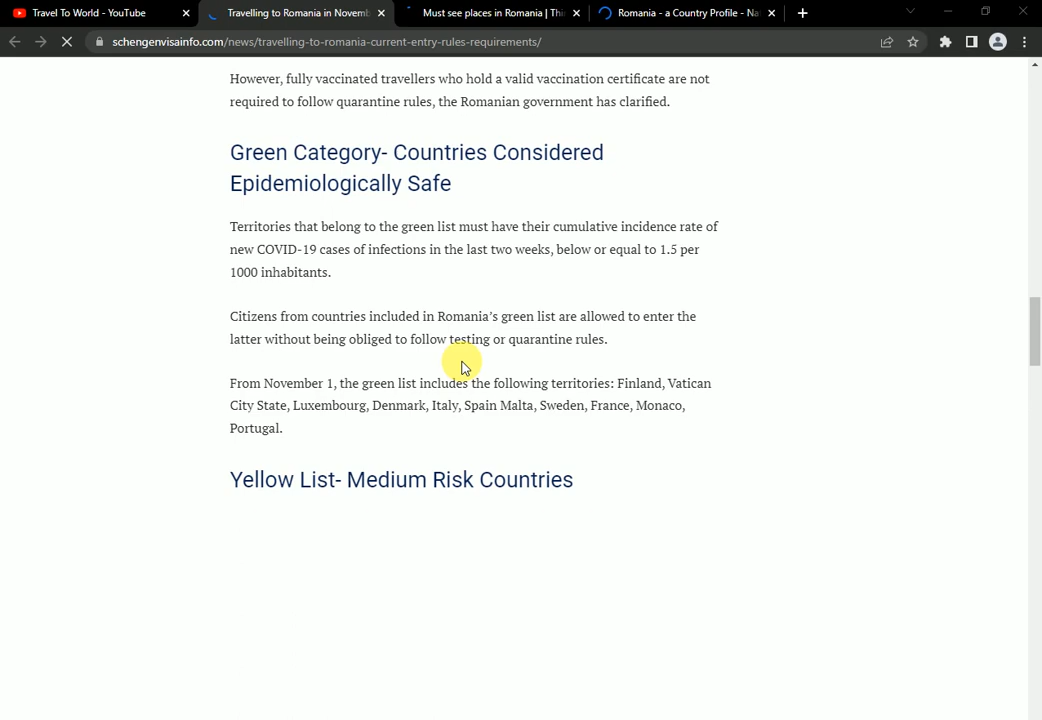 Travel To World - YouTube
Travelling to Romania in Novemb
Must see places in Romania | Thi
Romania - a Country Profile - Na
schengenvisainfo.com/news/travelling-to-romania-current-entry-rules-requirements/
However, fully vaccinated travellers who hold a valid vaccination certificate are not
required to follow quarantine rules, the Romanian government has clarified.
Green Category- Countries Considered
Epidemiologically Safe
Territories that belong to the green list must have their cumulative incidence rate of
new COVID-19 cases of infections in the last two weeks, below or equal to 1.5 per
1000 inhabitants.
Citizens from countries included in Romania’s green list are allowed to enter the
latter without being obliged to follow testing or quarantine rules.
From November 1, the green list includes the following territories: Finland, Vatican
City State, Luxembourg, Denmark, Italy, Spain Malta, Sweden, France, Monaco,
Portugal.
Yellow List- Medium Risk Countries